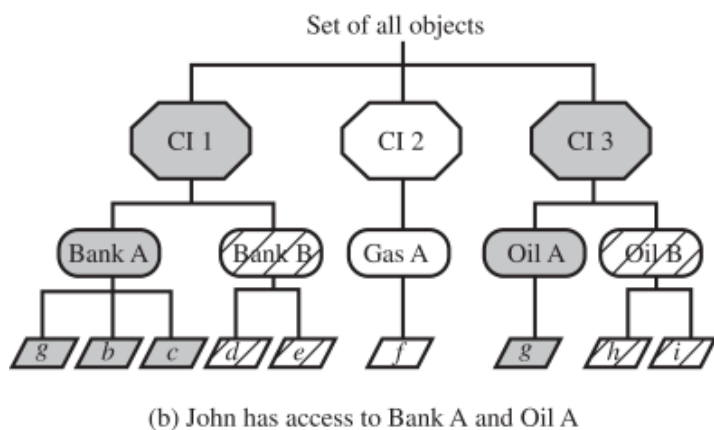 Set of all objects
CI 1 CI 2 CI 3
Bank A Bank B Gas A Oil A Oil B
g b c d e f g h i
(b) John has access to Bank A and Oil A